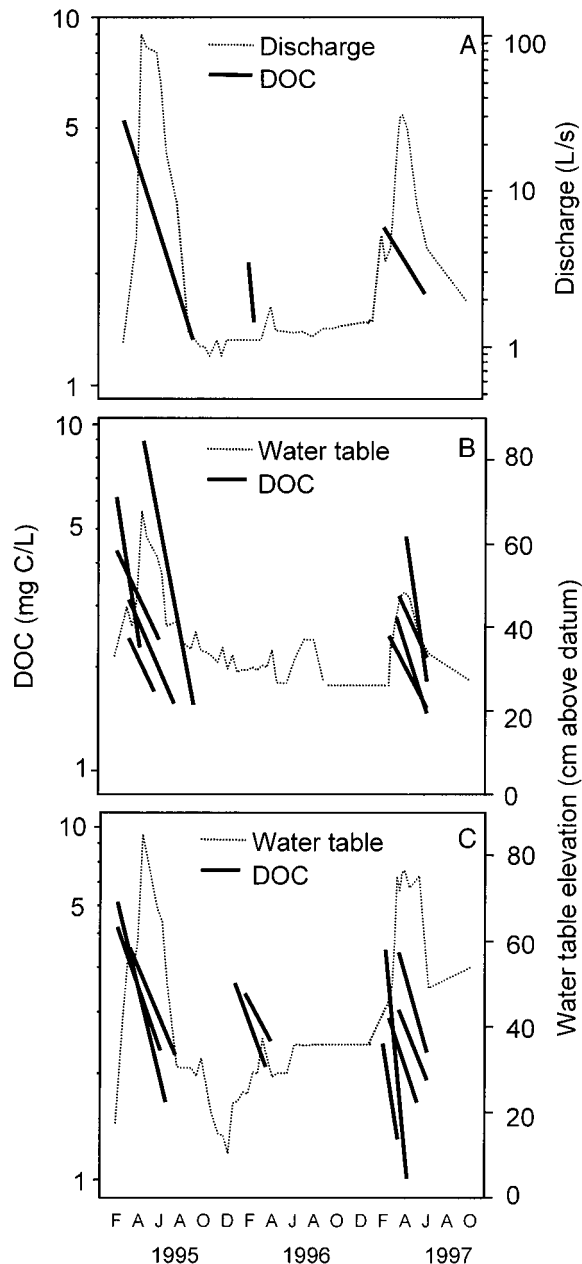 10
Discharge
DOC
A
100
5
10
1
1
Discharge (L/s)
10
Water table
DOC
B
80
5
60
40
20
1
0
DOC (mg C/L)
Water table elevation (cm above datum)
10
Water table
DOC
C
80
5
60
40
2
20
1
0
F A J A O D F A J A O D F A J O
1995 1996 1997